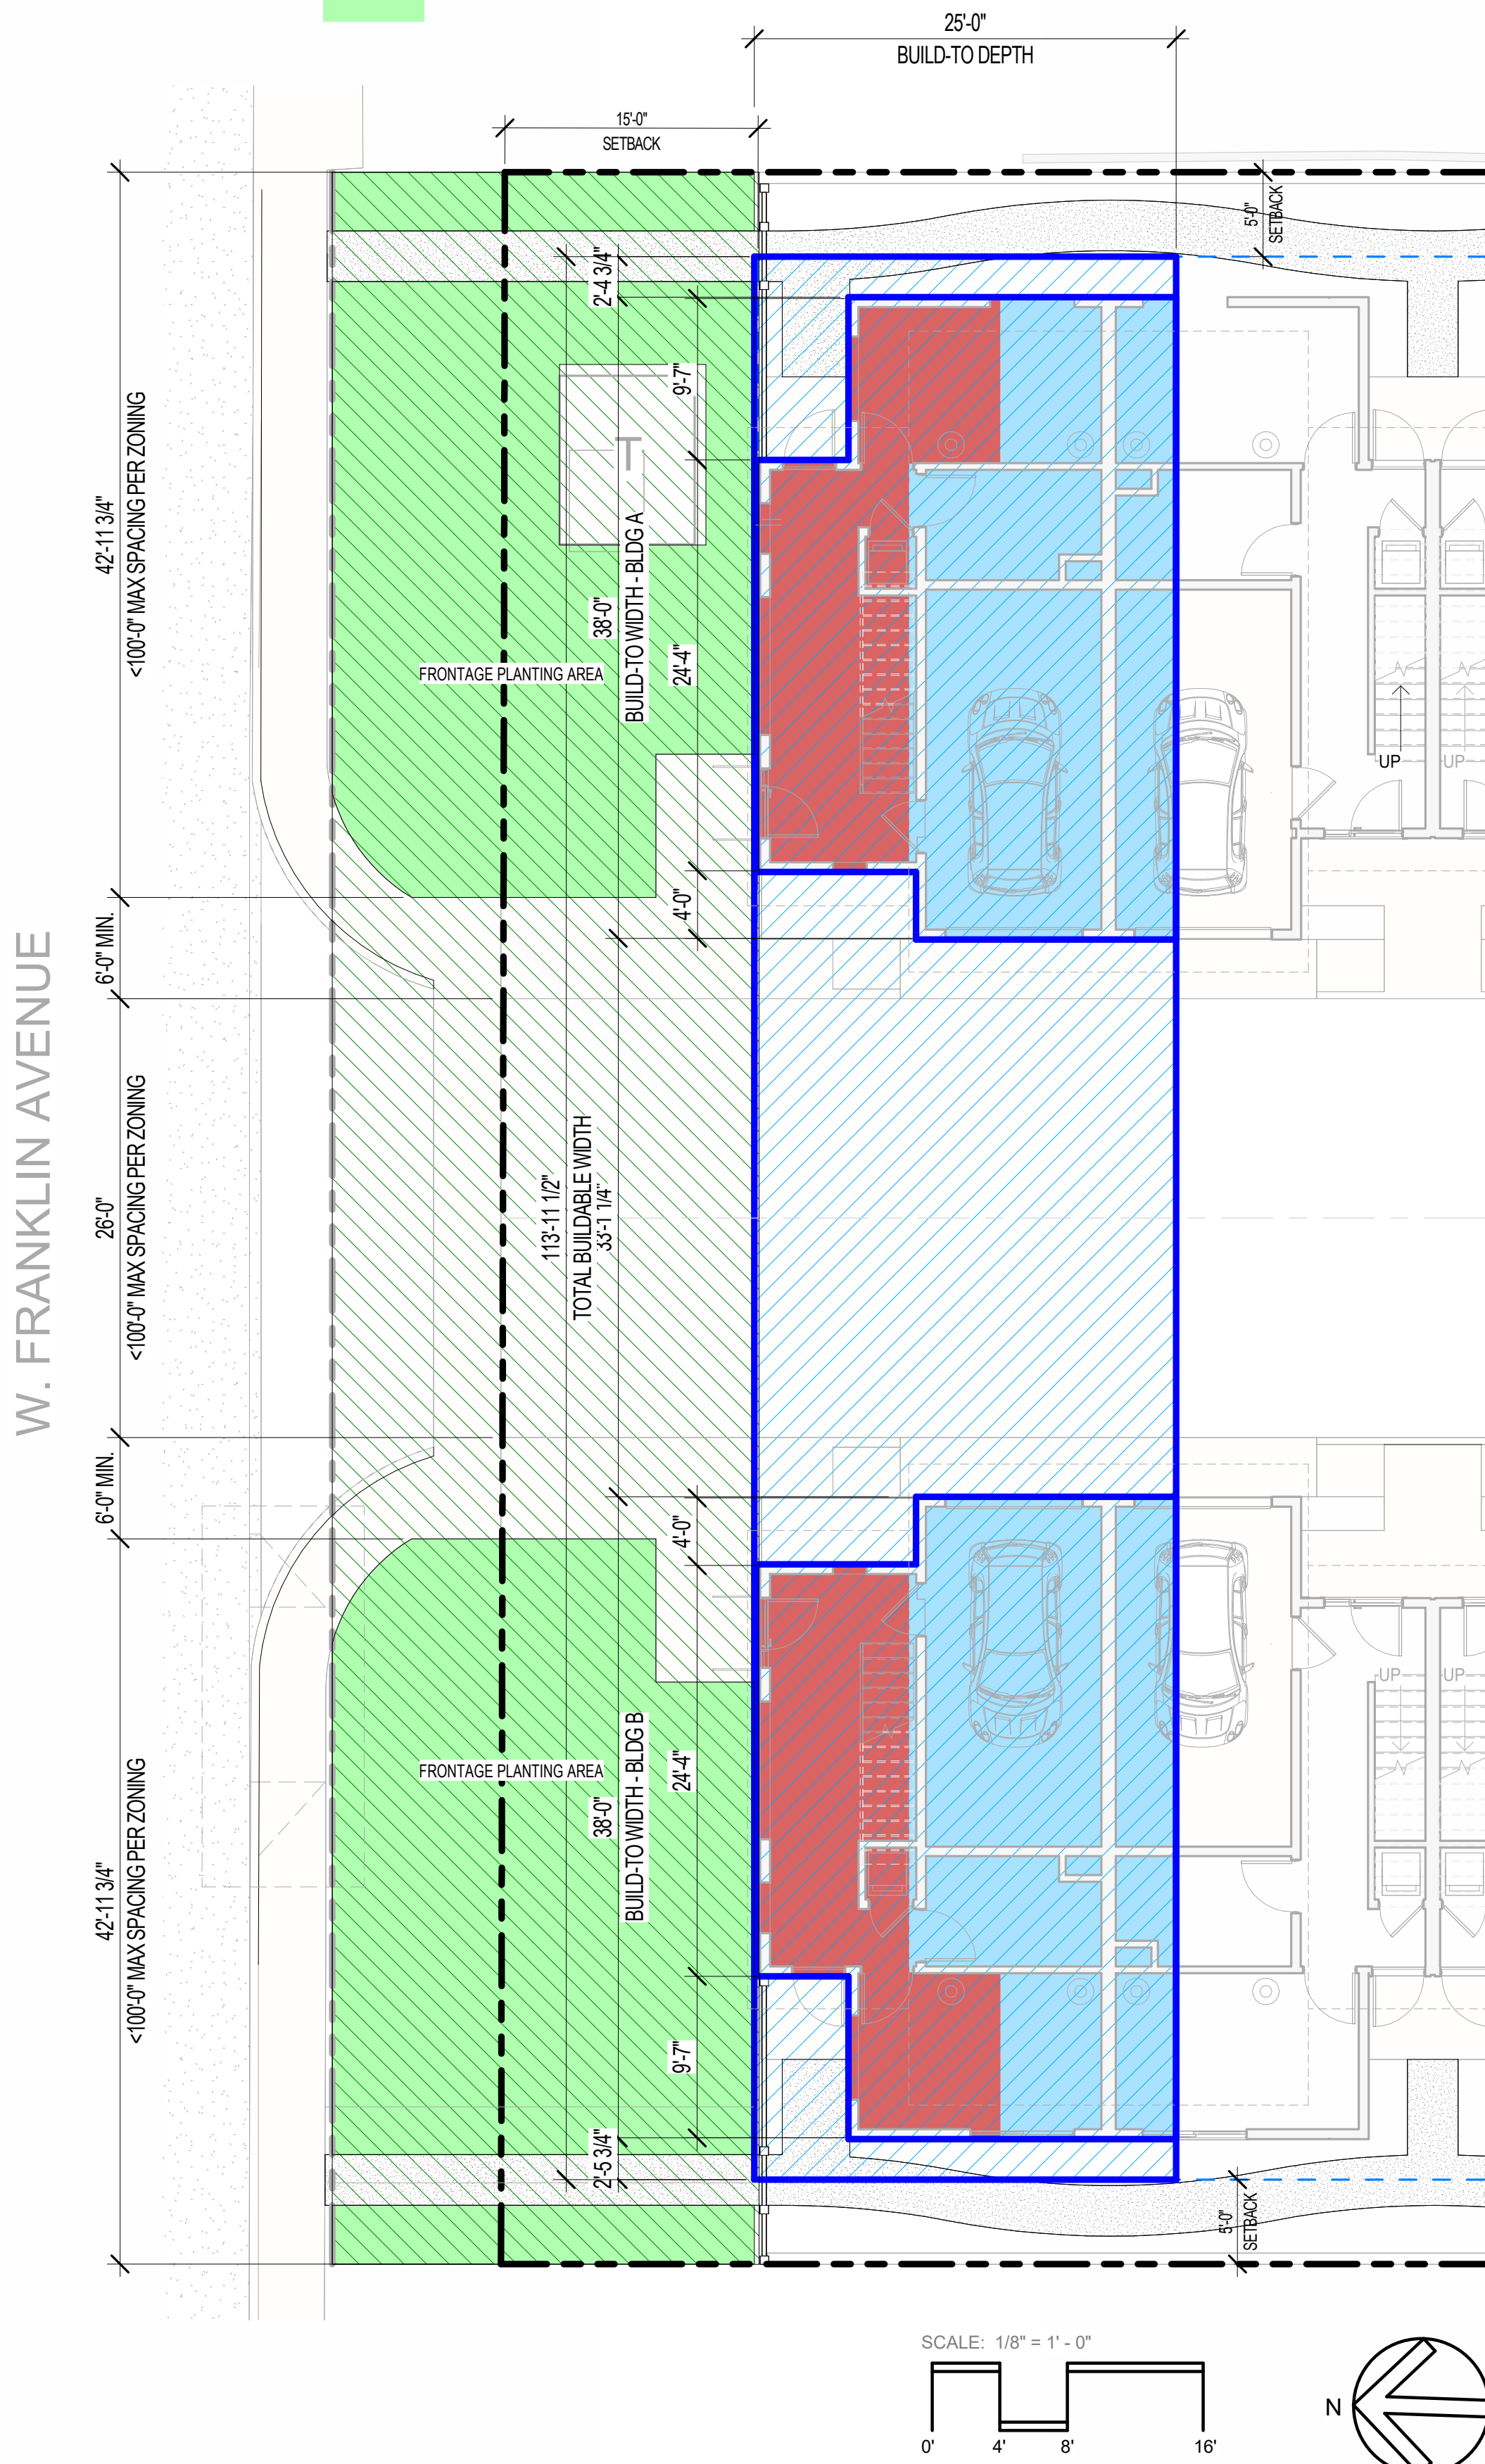 25'-0"
BUILD-TO DEPTH
15'-0"
SETBACK
5'-0"
SETBACK
2'-4 3/4"
9'-7"
T
42'-11 3/4"
<100'-0" MAX SPACING PER ZONING
38'-0"
BUILD-TO WIDTH - BLDG A
24'-4"
FRONTAGE PLANTING AREA
UP
UP
4'-0"
6'-0" MIN.
W. FRANKLIN AVENUE
26'-0"
<100'-0" MAX SPACING PER ZONING
113'-11 1/2"
TOTAL BUILDABLE WIDTH
33'-1 1/4"
6'-0" MIN.
4'-0"
UP
UP
FRONTAGE PLANTING AREA
38'-0"
BUILD-TO WIDTH - BLDG B
24'-4"
42'-11 3/4"
<100'-0" MAX SPACING PER ZONING
9'-7"
2'-5 3/4"
5'-0"
SETBACK
SCALE: 1/8" = 1' - 0"
0' 4' 8' 16'
N